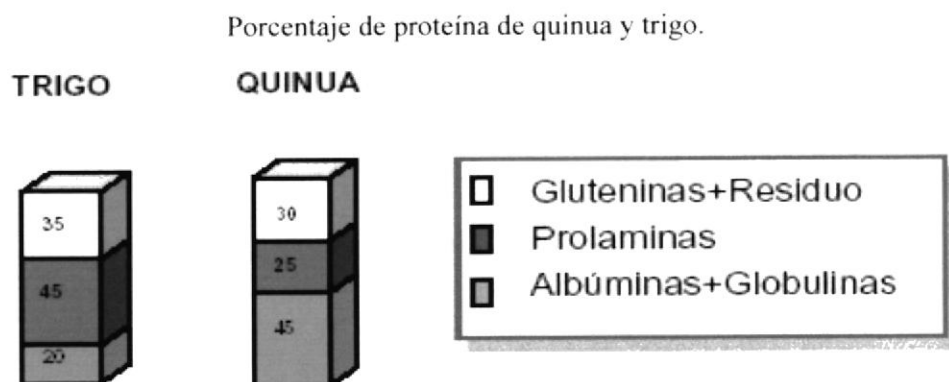 Porcentaje de proteína de quinua y trigo.
TRIGO QUINUA
35
45
20
30
25
45
Gluteninas+Residuo
Prolaminas
Albúminas+Globulinas